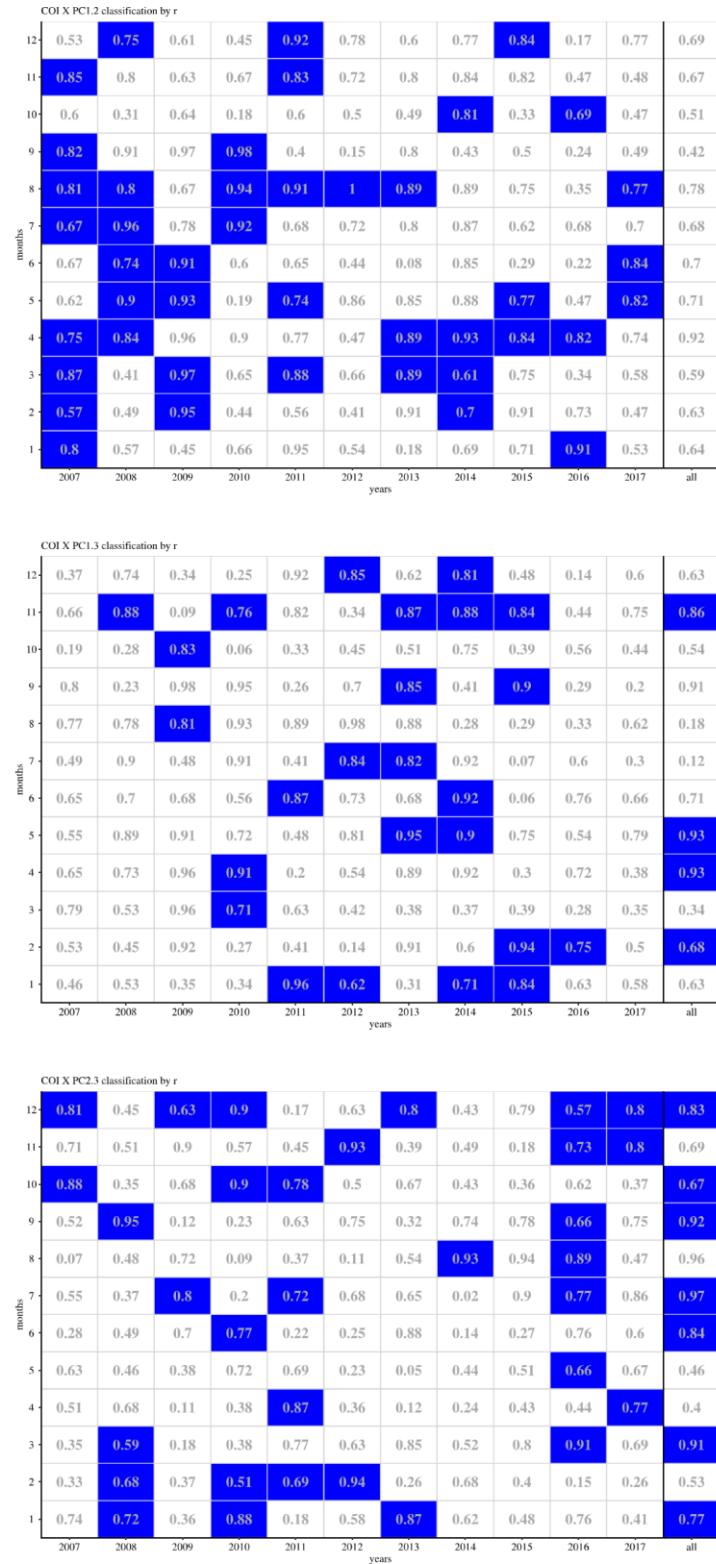 COI X PC1.2 classification by r
12 0.53 0.75 0.61 0.45 0.92 0.78 0.6 0.77 0.84 0.17 0.77 0.69
11 0.85 0.8 0.63 0.67 0.83 0.72 0.8 0.84 0.82 0.47 0.48 0.67
10 0.6 0.31 0.64 0.18 0.6 0.5 0.49 0.81 0.33 0.69 0.47 0.51
9 0.82 0.91 0.97 0.98 0.4 0.15 0.8 0.43 0.5 0.24 0.49 0.42
8 0.81 0.8 0.67 0.94 0.91 1 0.89 0.89 0.75 0.35 0.77 0.78
7 0.67 0.96 0.78 0.92 0.68 0.72 0.78 0.87 0.62 0.68 0.7 0.68
months
6 0.67 0.74 0.91 0.6 0.65 0.44 0.08 0.85 0.29 0.22 0.84 0.7
5 0.62 0.9 0.93 0.19 0.74 0.86 0.85 0.88 0.77 0.47 0.82 0.71
4 0.75 0.84 0.96 0.9 0.77 0.47 0.89 0.93 0.84 0.82 0.74 0.92
3 0.87 0.41 0.97 0.65 0.88 0.66 0.89 0.61 0.75 0.34 0.58 0.59
2 0.57 0.49 0.95 0.44 0.56 0.41 0.91 0.7 0.91 0.73 0.47 0.63
1 0.8 0.57 0.45 0.66 0.95 0.54 0.18 0.69 0.71 0.91 0.53 0.64
2007 2008 2009 2010 2011 2012 2013 2014 2015 2016 2017 all
years
COI X PC1.3 classification by r
12 0.37 0.74 0.34 0.25 0.92 0.85 0.62 0.81 0.48 0.14 0.6 0.63
11 0.66 0.88 0.09 0.76 0.82 0.34 0.87 0.88 0.84 0.44 0.75 0.86
10 0.19 0.28 0.83 0.06 0.33 0.45 0.51 0.75 0.39 0.56 0.44 0.54
9 0.8 0.23 0.98 0.95 0.26 0.7 0.85 0.41 0.9 0.29 0.2 0.91
8 0.77 0.78 0.81 0.93 0.89 0.98 0.88 0.28 0.29 0.33 0.62 0.18
7 0.49 0.9 0.48 0.91 0.41 0.84 0.82 0.92 0.07 0.6 0.3 0.12
months
6 0.65 0.7 0.68 0.56 0.87 0.73 0.68 0.92 0.06 0.76 0.66 0.71
5 0.55 0.89 0.91 0.72 0.48 0.81 0.95 0.9 0.75 0.54 0.79 0.93
4 0.65 0.73 0.96 0.91 0.2 0.54 0.89 0.92 0.3 0.72 0.38 0.93
3 0.79 0.53 0.96 0.71 0.63 0.42 0.38 0.37 0.39 0.28 0.35 0.34
2 0.53 0.45 0.92 0.27 0.41 0.14 0.91 0.6 0.94 0.75 0.5 0.68
1 0.46 0.53 0.35 0.34 0.96 0.62 0.31 0.71 0.84 0.63 0.58 0.63
2007 2008 2009 2010 2011 2012 2013 2014 2015 2016 2017 all
years
COI X PC2.3 classification by r
12 0.81 0.45 0.63 0.9 0.17 0.63 0.8 0.43 0.79 0.57 0.8 0.83
11 0.71 0.51 0.9 0.57 0.45 0.93 0.39 0.49 0.18 0.73 0.8 0.69
10 0.88 0.35 0.68 0.9 0.78 0.5 0.67 0.43 0.36 0.62 0.37 0.67
9 0.52 0.95 0.12 0.23 0.63 0.75 0.32 0.74 0.78 0.66 0.75 0.92
8 0.07 0.48 0.72 0.09 0.37 0.11 0.54 0.93 0.94 0.89 0.47 0.96
7 0.55 0.37 0.8 0.2 0.72 0.68 0.65 0.02 0.9 0.77 0.86 0.97
months
6 0.28 0.49 0.7 0.77 0.22 0.25 0.88 0.14 0.27 0.76 0.6 0.84
5 0.63 0.46 0.38 0.72 0.69 0.23 0.05 0.44 0.51 0.66 0.67 0.46
4 0.51 0.68 0.11 0.38 0.87 0.36 0.12 0.24 0.43 0.44 0.77 0.4
3 0.35 0.59 0.18 0.38 0.77 0.63 0.85 0.52 0.8 0.91 0.69 0.91
2 0.33 0.68 0.37 0.51 0.69 0.94 0.26 0.68 0.4 0.15 0.26 0.53
1 0.74 0.72 0.36 0.88 0.18 0.58 0.87 0.62 0.48 0.76 0.41 0.77
2007 2008 2009 2010 2011 2012 2013 2014 2015 2016 2017 all
years